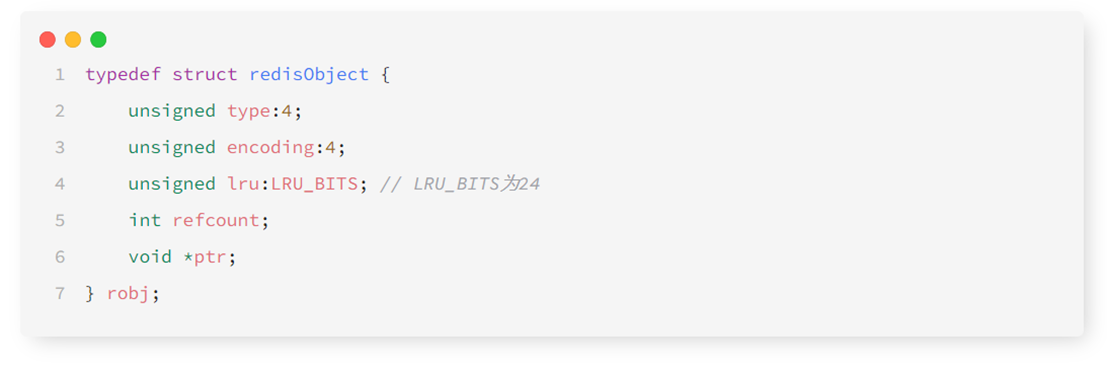 1 typedef struct redisObject {
2     unsigned type:4;
3     unsigned encoding:4;
4     unsigned lru:LRU_BITS; // LRU_BITS为24
5     int refcount;
6     void *ptr;
7 } robj;